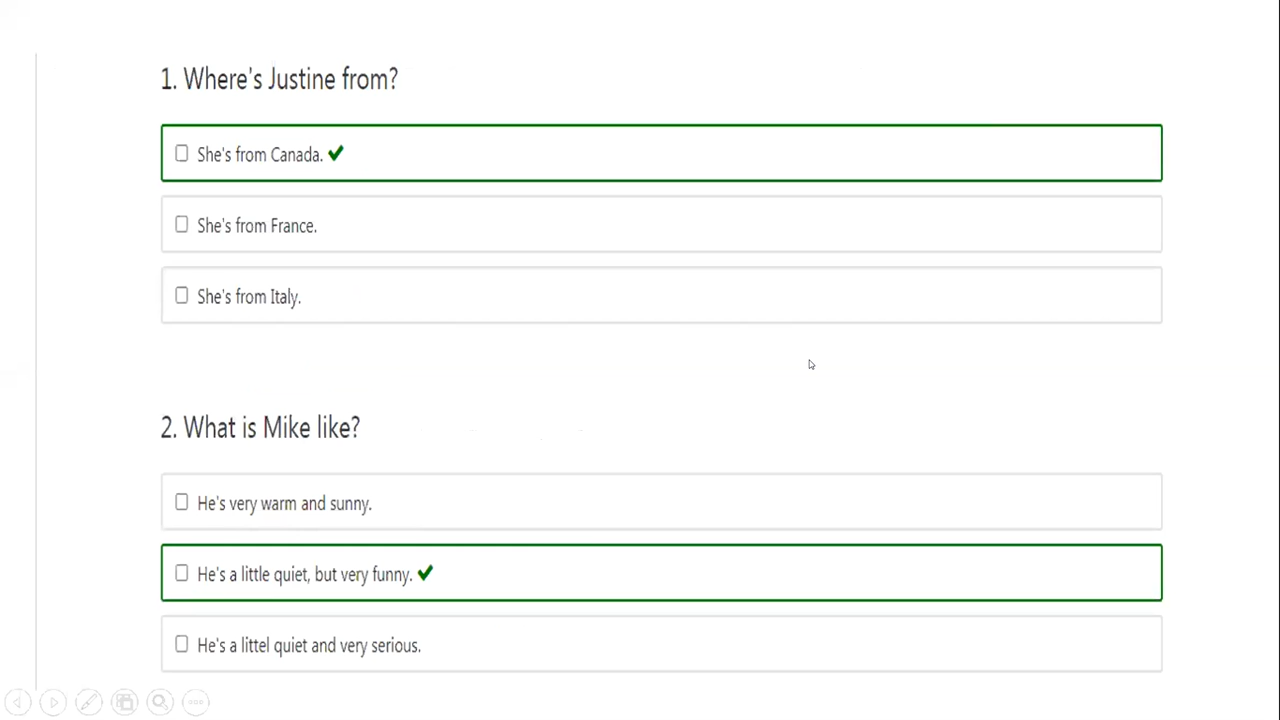 1. Where's Justine from?
She's from Canada.
She's from France.
She's from Italy.
2. What is Mike like?
He's very warm and sunny.
He's a little quiet, but very funny.
He's a littel quiet and very serious.